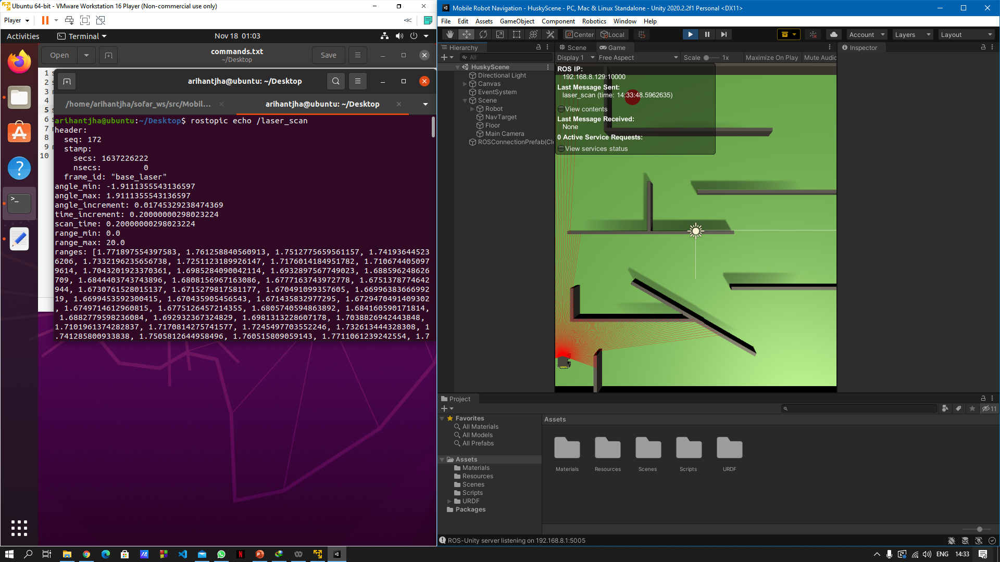 Ubuntu 64-bit - VMware Workstation 16 Player (Non-commercial use only)
Player
Activities
Terminal
Nov 18 01:03
Open
commands.txt
~/Desktop
Save
1 s
2 s
3 r
4
5 s
6 s
7 r
8
9 r
10
arihantjha@ubuntu: ~/Desktop
/home/arihantjha/sofar_ws/src/Mobil...
arihantjha@ubuntu: ~/Desktop
arihantjha@ubuntu:~/Desktop$ rostopic echo /laser_scan
header:
seq: 172
stamp:
secs: 1637226222
nsecs: 0
frame_id: "base_laser"
angle_min: -1.9111355543136597
angle_max: 1.9111355543136597
angle_increment: 0.01745329238474369
time_increment: 0.20000000298023224
scan_time: 0.20000000298023224
range_min: 0.0
range_max: 20.0
ranges: [1.771897554397583, 1.761258840560913, 1.7512775659561157, 1.74193644523
6206, 1.7332196235656738, 1.7251123189926147, 1.7176014184951782, 1.710674405097
9614, 1.7043201923370361, 1.6985284090042114, 1.6932897567749023, 1.688596248626
709, 1.6844403743743896, 1.6808156967163086, 1.6777163743972778, 1.6751378774642
944, 1.6730761528015137, 1.6715279817581177, 1.670491099357605, 1.66996383666992
19, 1.6699453592300415, 1.670435905456543, 1.671435832977295, 1.6729470491409302
, 1.6749714612960815, 1.6775126457214355, 1.6805740594863892, 1.684160590171814,
1.6882779598236084, 1.692932367324829, 1.6981313228607178, 1.7038826942443848,
1.7101961374282837, 1.7170814275741577, 1.7245497703552246, 1.732613444328308, 1
.741285800933838, 1.7505812644958496, 1.760515809059143, 1.7711061239242554, 1.7
Mobile Robot Navigation - HuskyScene - PC, Mac & Linux Standalone - Unity 2020.2.2f1 Personal <DX11>
File Edit Assets GameObject Component Robotics Window Help
Center
Local
Account
Layers
Layout
Hierarchy
All
HuskyScene
Directional Light
Canvas
EventSystem
Scene
Robot
NavTarget
Floor
Main Camera
ROSConnectionPrefab(Cl
Scene
Game
Display 1
Free Aspect
Scale
1x
Maximize On Play
Mute Audio
ROS IP:
192.168.8.129:10000
Last Message Sent:
laser_scan (time: 14:33:48.5962635)
View contents
Last Message Received:
None
0 Active Service Requests:
View services status
Inspector
Project
11
Favorites
All Materials
All Models
All Prefabs
Assets
Materials
Resources
Scenes
Scripts
URDF
Packages
Assets
Materials
Resources
Scenes
Scripts
URDF
ROS-Unity server listening on 192.168.8.1:5005
ENG
14:33